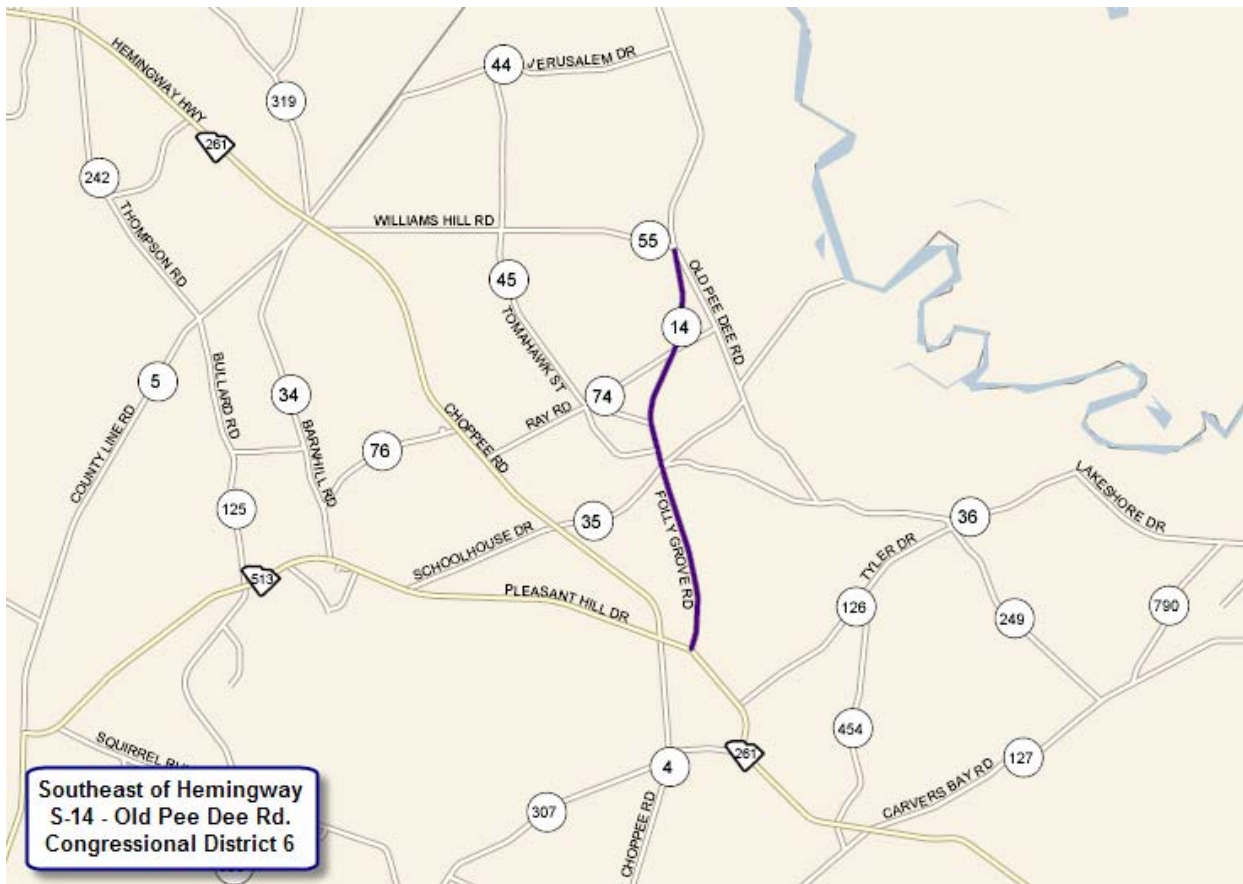 HEMINGWAY HWY
44
JERUSALEM DR
319
261
242
THOMPSON RD
WILLIAMS HILL RD
55
OLD PEE DEE RD
45
TOMAHAWK ST
14
5
BULLARD RD
34
74
RAY RD
CHOPPEE RD
COUNTY LINE RD
BARNHILL RD
76
125
35
FOLLY GROVE RD
36
LAKESHORE DR
SCHOOLHOUSE DR
TYLER DR
513
PLEASANT HILL DR
126
249
790
454
SQUIRREL
261
4
127
CARVERS BAY RD
307
CHOPPEE RD
Southeast of Hemingway
S-14 - Old Pee Dee Rd.
Congressional District 6